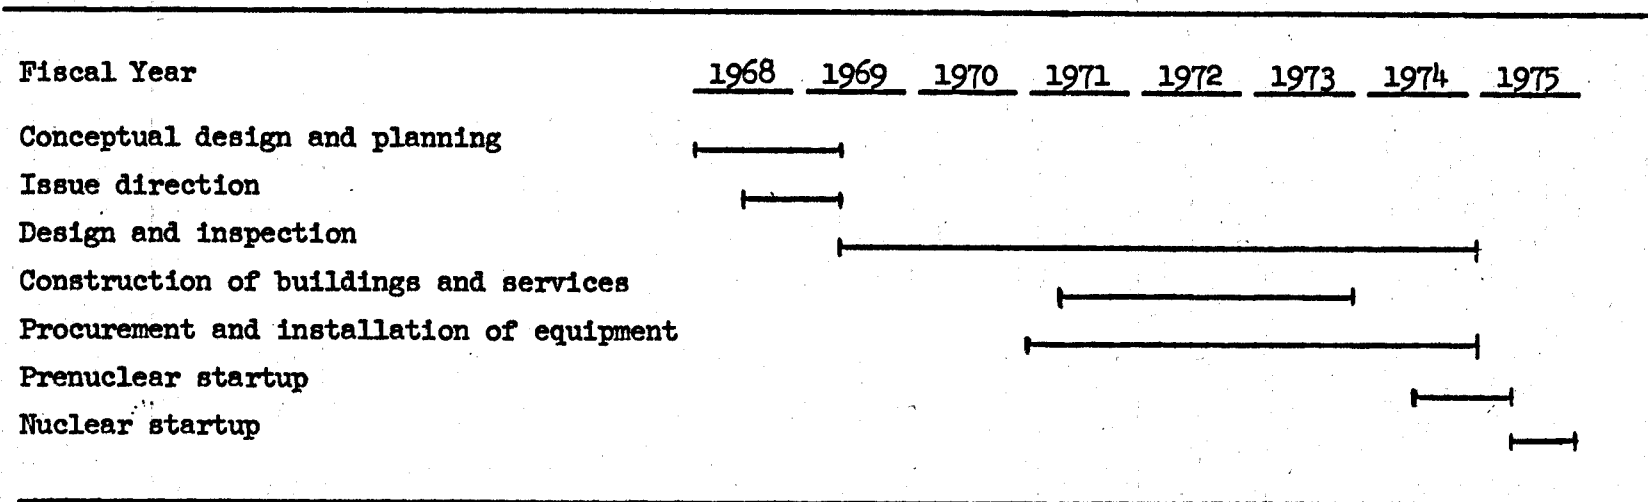 Fiscal Year 1968 1969 1970 1971 1972 1973 1974 1975
Conceptual design and planning
Issue direction
Design and inspection
Construction of buildings and services
Procurement and installation of equipment
Prenuclear startup
Nuclear startup